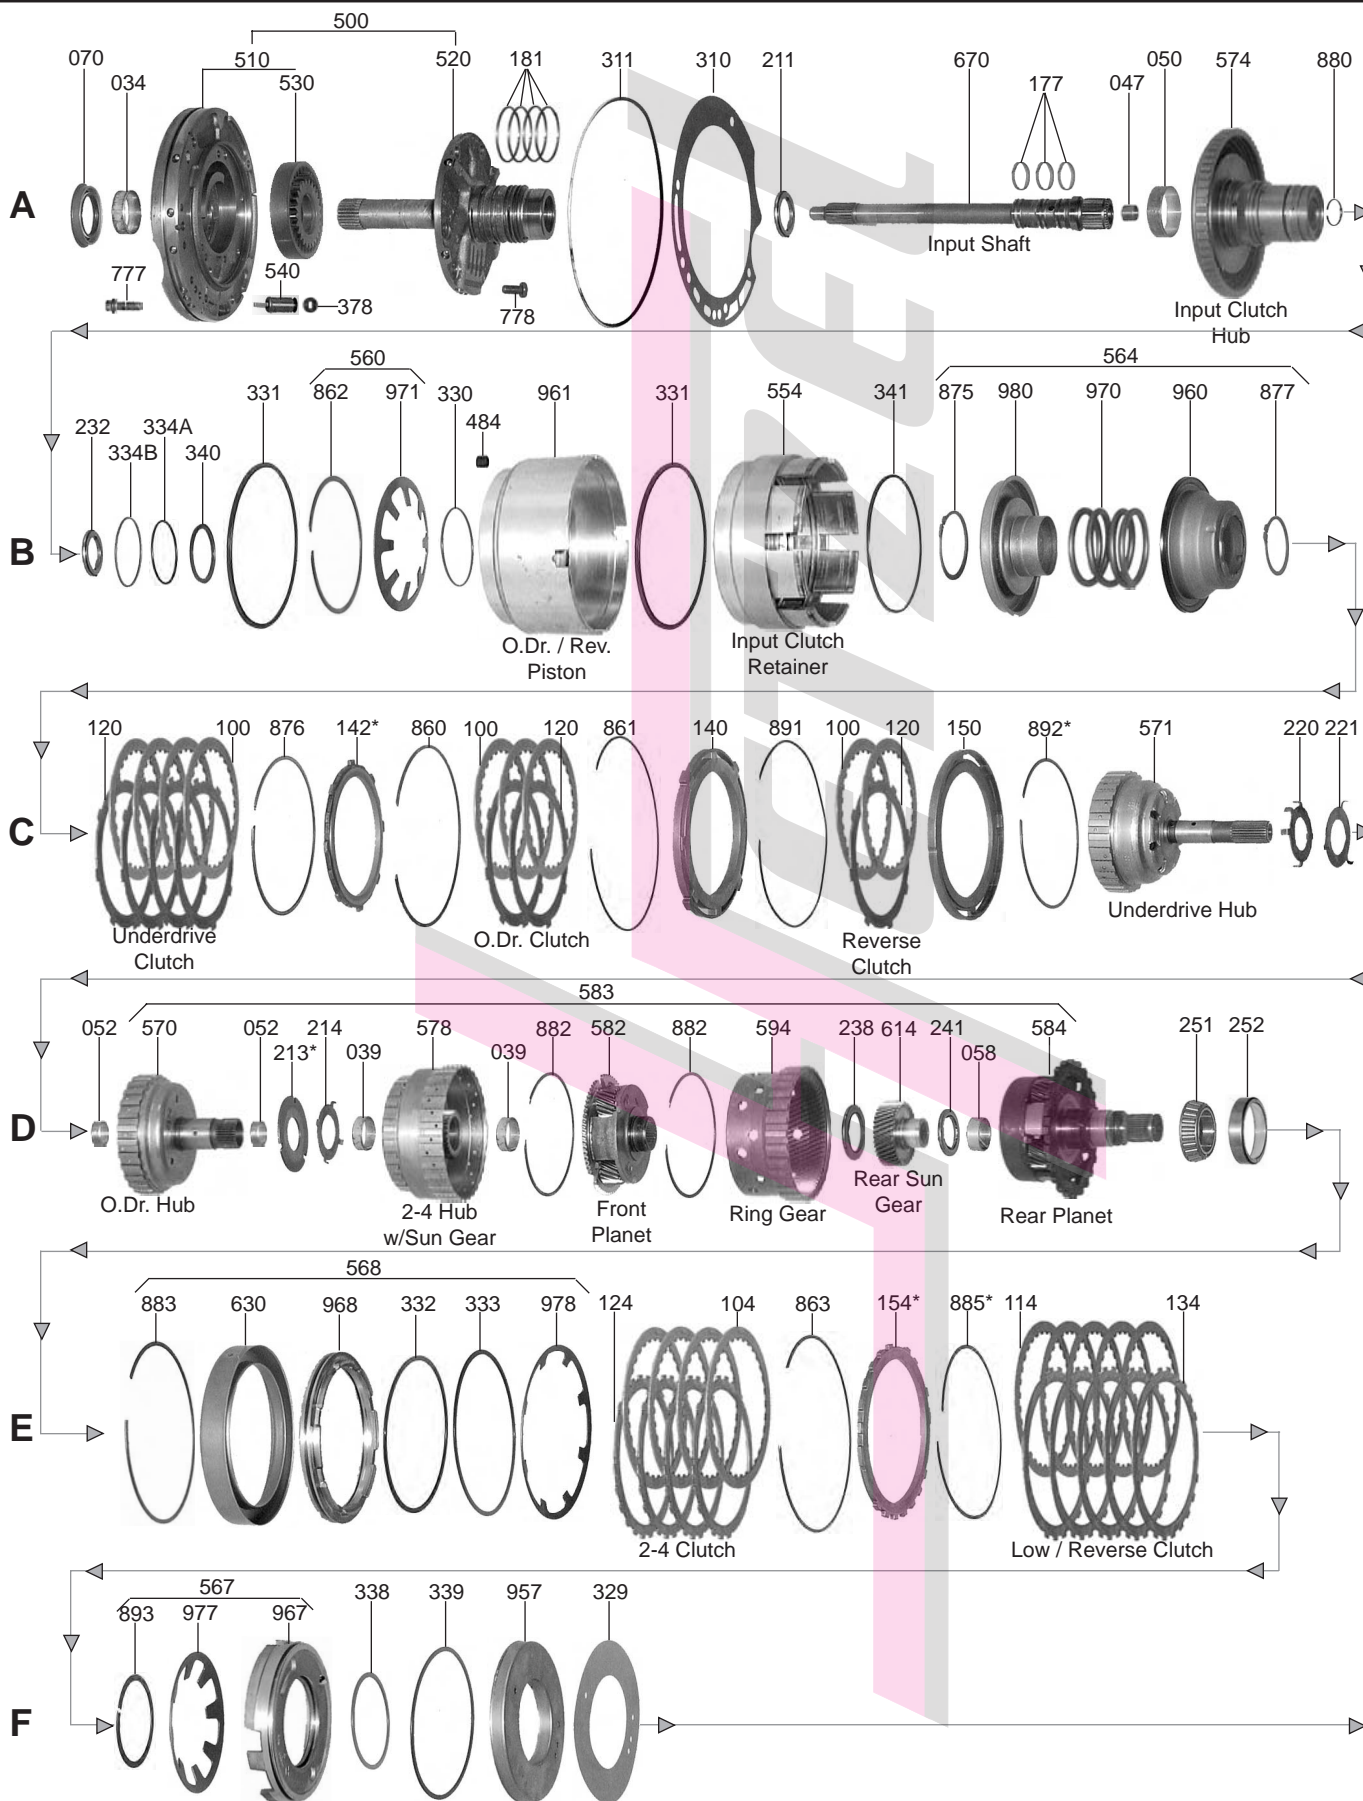 500
070 510 520 181 311 310 211 670 050 574 880
034 530 177 047
A
Input Shaft
777 540 378 778
Input Clutch
Hub
560 564
331 862 971 330 961 331 554 341 875 980 970 960 877
232 334A 484
334B 340
B
O.Dr. / Rev.
Piston
Input Clutch
Retainer
120 100 876 142* 860 100 120 861 140 891 100 120 150 892* 571 220 221
C
Underdrive
Clutch
O.Dr. Clutch
Reverse
Clutch
Underdrive Hub
583
052 570 052 214 578 882 582 882 594 238 614 241 584 251 252
213* 039 039 058
D
O.Dr. Hub
2-4 Hub
w/Sun Gear
Front
Planet
Ring Gear
Rear Sun
Gear
Rear Planet
568
883 630 968 332 333 978 124 104 863 154* 885* 114 134
E
2-4 Clutch
Low / Reverse Clutch
567 338 339 957 329
893 977 967
F